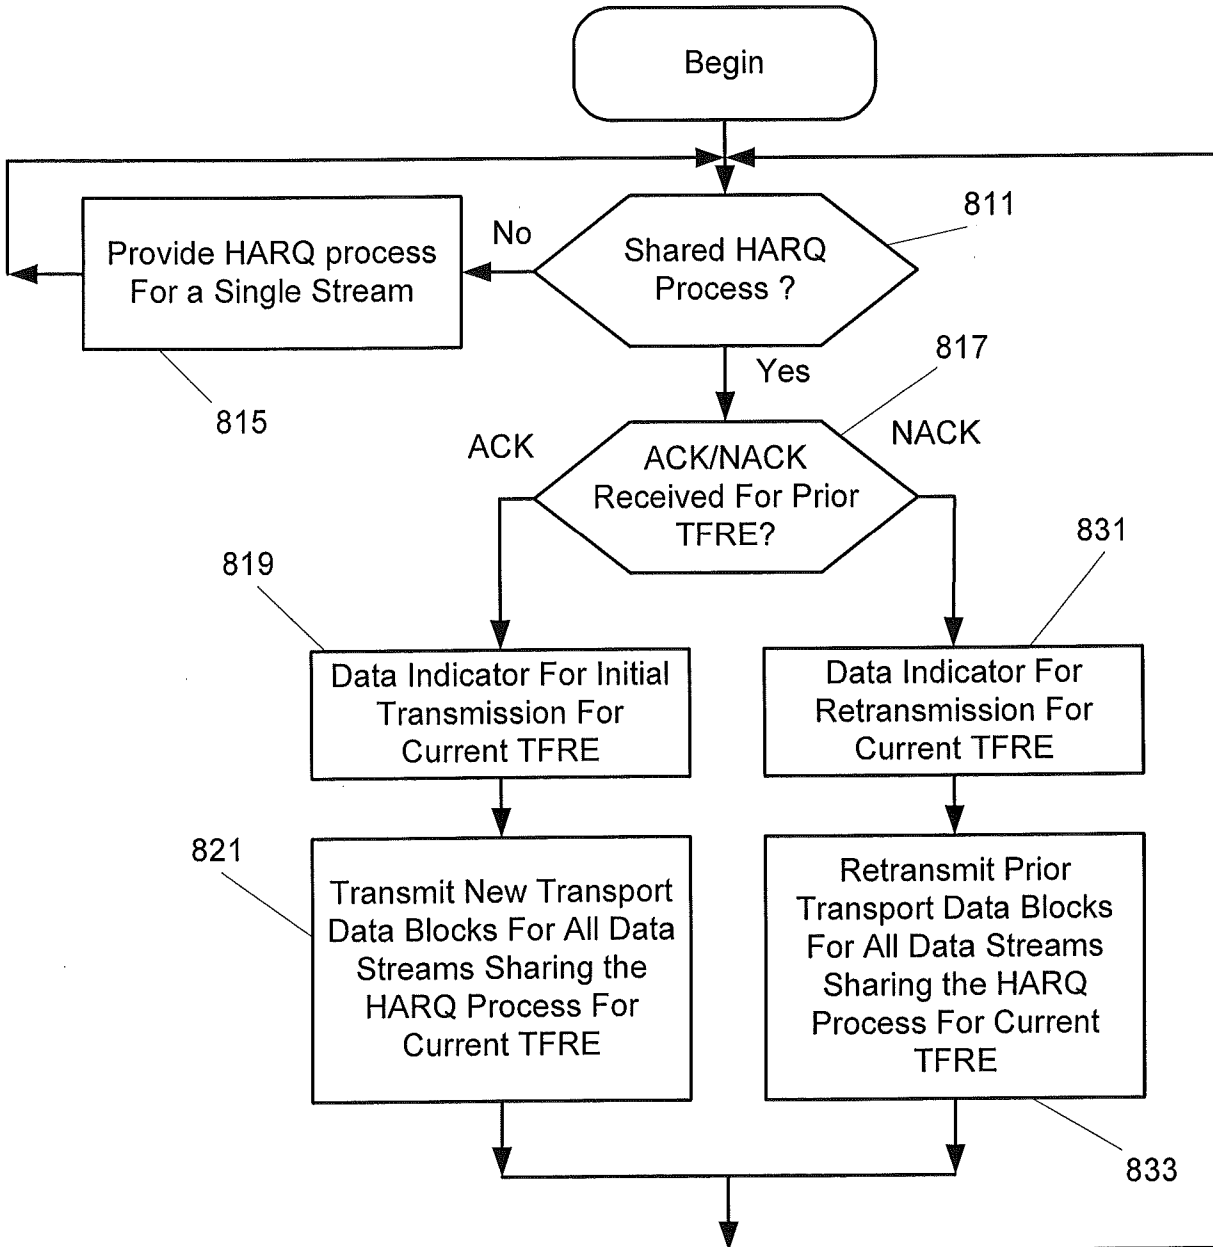 Begin
811
No
Shared HARQ
Process ?
Provide HARQ process
For a Single Stream
815
Yes
817
ACK
NACK
ACK/NACK
Received For Prior
TFRE?
819
831
Data Indicator For Initial
Transmission For
Current TFRE
Data Indicator For
Retransmission For
Current TFRE
821
Transmit New Transport
Data Blocks For All Data
Streams Sharing the
HARQ Process For
Current TFRE
Retransmit Prior
Transport Data Blocks
For All Data Streams
Sharing the HARQ
Process For Current
TFRE
833